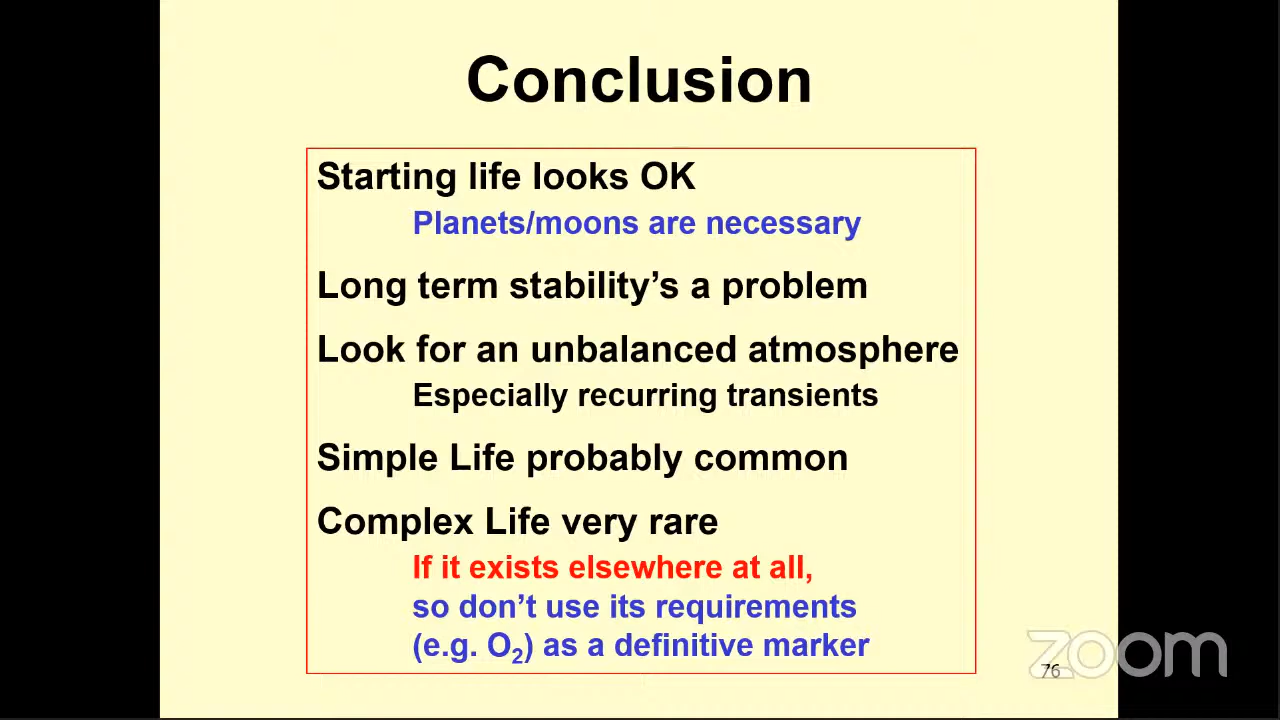 Conclusion
Starting life looks OK
Planets/moons are necessary
Long term stability’s a problem
Look for an unbalanced atmosphere
Especially recurring transients
Simple Life probably common
Complex Life very rare
If it exists elsewhere at all,
so don’t use its requirements
(e.g. O₂) as a definitive marker
zoom
76